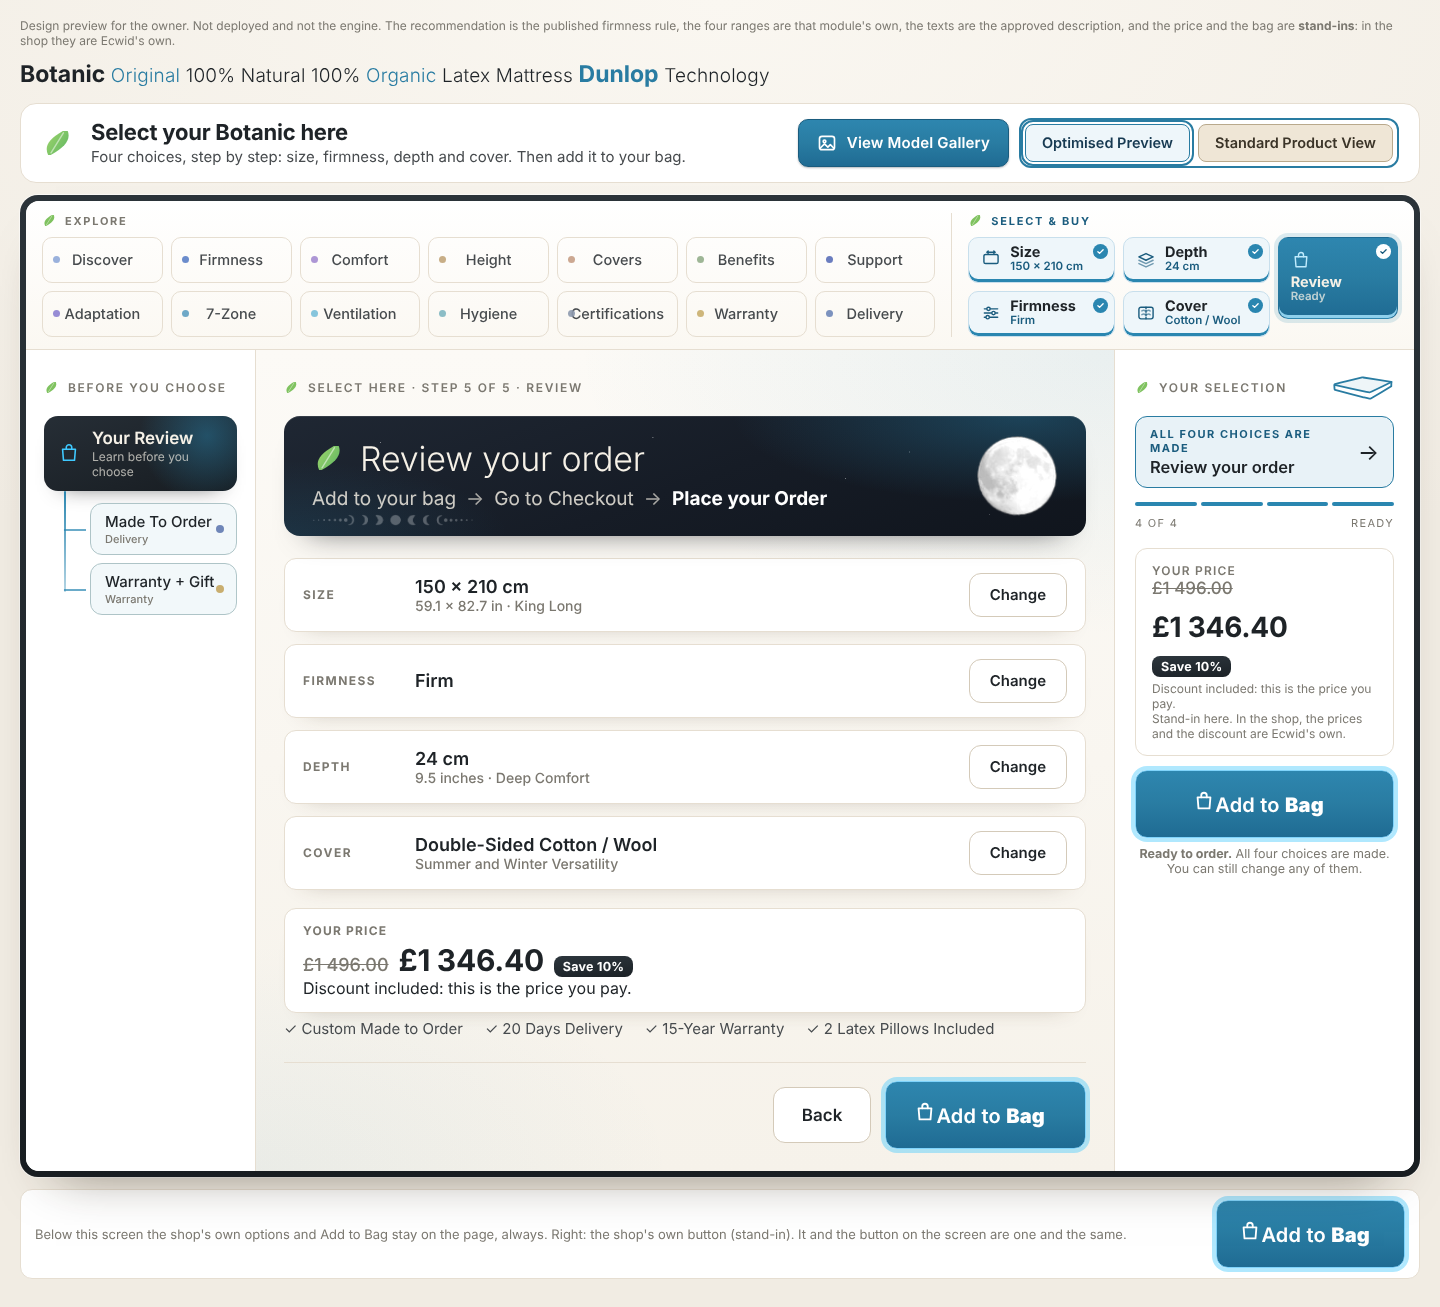 Design preview for the owner. Not deployed and not the engine. The recommendation is the published firmness rule, the four ranges are that module's own, the texts are the approved description, and the price and the bag are stand-ins: in the
shop they are Ecwid's own.
Botanic Original 100% Natural 100% Organic Latex Mattress Dunlop Technology
Select your Botanic here
Four choices, step by step: size, firmness, depth and cover. Then add it to your bag.
View Model Gallery
Optimised Preview
Standard Product View
EXPLORE
Discover
Firmness
Comfort
Height
Covers
Benefits
Support
Adaptation
7-Zone
Ventilation
Hygiene
Certifications
Warranty
Delivery
SELECT & BUY
Size
150 × 210 cm
Depth
24 cm
Firmness
Firm
Cover
Cotton / Wool
Review
Ready
BEFORE YOU CHOOSE
Your Review
Learn before you
choose
Made To Order
Delivery
Warranty + Gift
Warranty
SELECT HERE · STEP 5 OF 5 · REVIEW
Review your order
Add to your bag → Go to Checkout → Place your Order
SIZE
150 × 210 cm
59.1 × 82.7 in · King Long
Change
FIRMNESS
Firm
Change
DEPTH
24 cm
9.5 inches · Deep Comfort
Change
COVER
Double-Sided Cotton / Wool
Summer and Winter Versatility
Change
YOUR PRICE
£1 496.00 £1 346.40 Save 10%
Discount included: this is the price you pay.
✓ Custom Made to Order ✓ 20 Days Delivery ✓ 15-Year Warranty ✓ 2 Latex Pillows Included
Back
Add to Bag
YOUR SELECTION
ALL FOUR CHOICES ARE
MADE
Review your order
→
4 OF 4
READY
YOUR PRICE
£1 496.00
£1 346.40
Save 10%
Discount included: this is the price you
pay.
Stand-in here. In the shop, the prices
and the discount are Ecwid's own.
Add to Bag
Ready to order. All four choices are made.
You can still change any of them.
Below this screen the shop's own options and Add to Bag stay on the page, always. Right: the shop's own button (stand-in). It and the button on the screen are one and the same.
Add to Bag